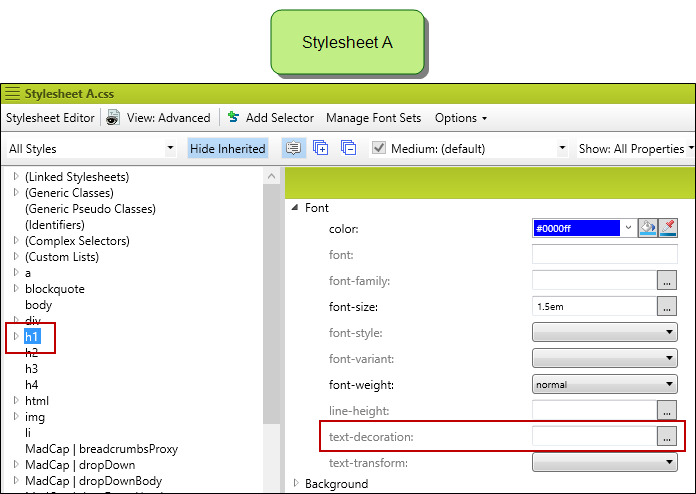 Stylesheet A
Stylesheet A.css
Stylesheet Editor View: Advanced Add Selector Manage Font Sets Options
All Styles Hide Inherited Medium: (default) Show: All Properties
(Linked Stylesheets)
(Generic Classes)
(Generic Pseudo Classes)
(Identifiers)
(Complex Selectors)
(Custom Lists)
a
blockquote
body
div
h1
h2
h3
h4
html
img
li
MadCap | breadcrumbsProxy
MadCap | dropDown
MadCap | dropDownBody
Font
color: #0000ff
font:
font-family: ...
font-size: 1.5em ...
font-style:
font-variant:
font-weight: normal
line-height: ...
text-decoration: ...
text-transform:
Background